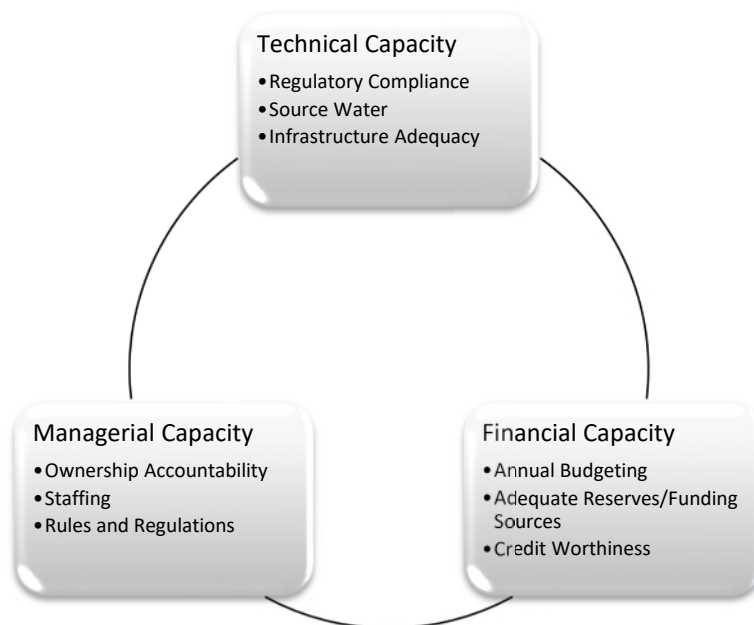 Technical Capacity
•Regulatory Compliance
•Source Water
•Infrastructure Adequacy
Managerial Capacity
•Ownership Accountability
•Staffing
•Rules and Regulations
Financial Capacity
•Annual Budgeting
•Adequate Reserves/Funding
Sources
•Credit Worthiness